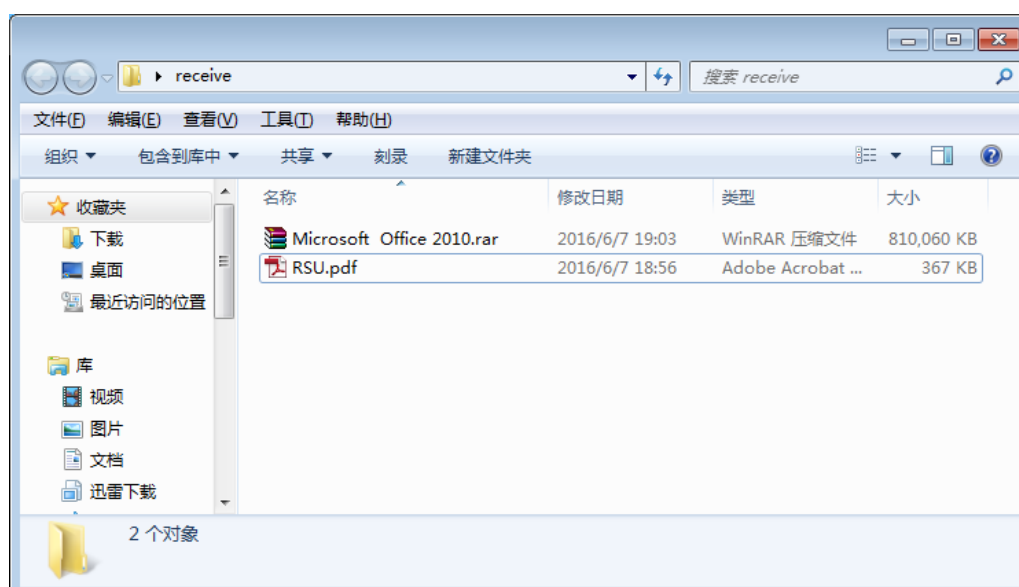 receive 搜索 receive
文件(F) 编辑(E) 查看(V) 工具(T) 帮助(H)
组织 包含到库中 共享 刻录 新建文件夹
收藏夹
下载
桌面
最近访问的位置
库
视频
图片
文档
迅雷下载
名称 修改日期 类型 大小
Microsoft Office 2010.rar 2016/6/7 19:03 WinRAR 压缩文件 810,060 KB
RSU.pdf 2016/6/7 18:56 Adobe Acrobat ... 367 KB
2 个对象